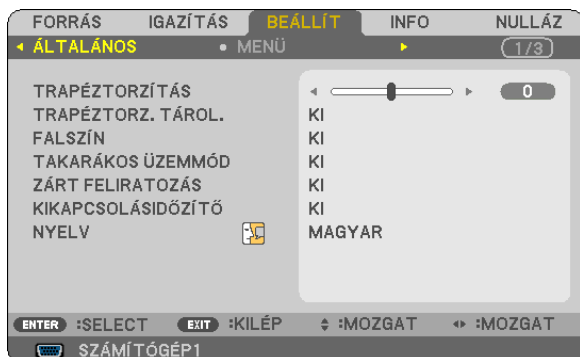 FORRÁS IGAZÍTÁS BEÁLLÍT INFO NULLÁZ
ÁLTALÁNOS MENÜ 1/3
TRAPÉZTORZÍTÁS 0
TRAPÉZTORZ. TÁROL. KI
FALSZÍN KI
TAKARÁKOS ÜZEMMÓD KI
ZÁRT FELIRATOZÁS KI
KIKAPCSOLÁSIDŐZÍTŐ KI
NYELV MAGYAR
ENTER :SELECT EXIT :KILÉP :MOZGAT :MOZGAT
SZÁMÍTÓGÉP1